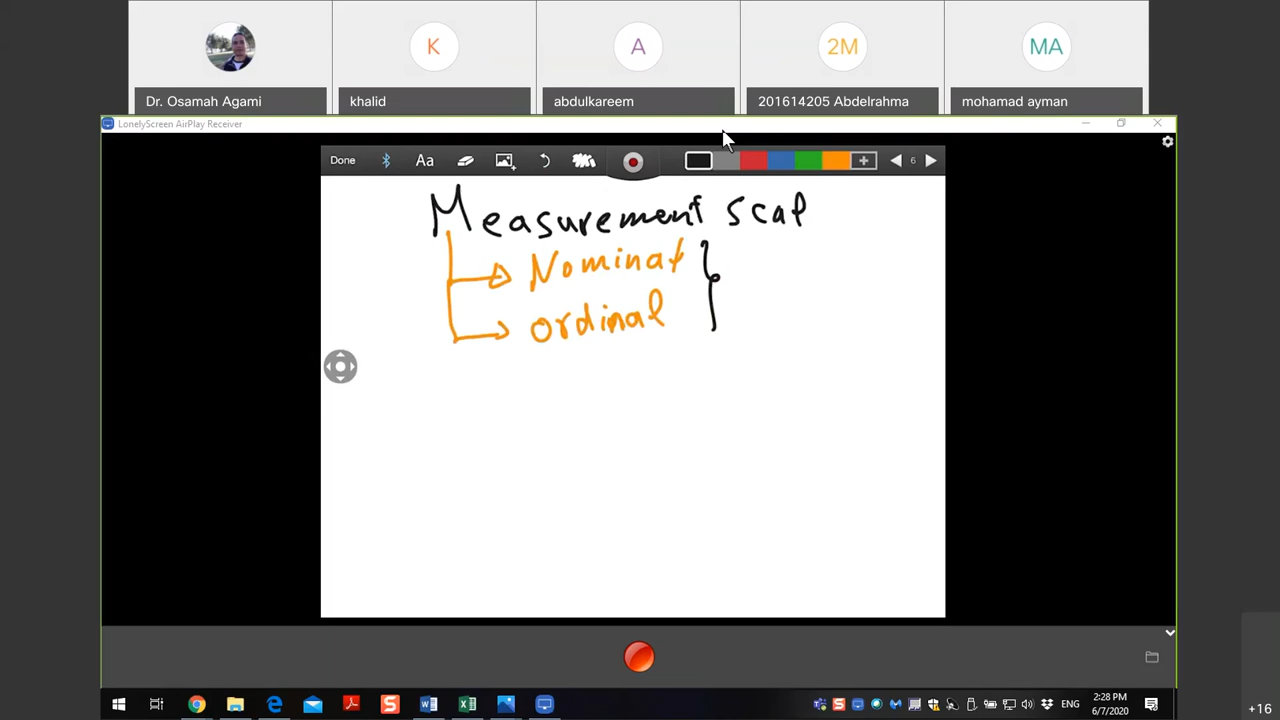 K
A
2M
MA
Dr. Osamah Agami
khalid
abdulkareem
201614205 Abdelrahma
mohamad ayman
LonelyScreen AirPlay Receiver
Done
Aa
6
Measurement scal
Nominal
ordinal
2:28 PM
ENG
6/7/2020
+16